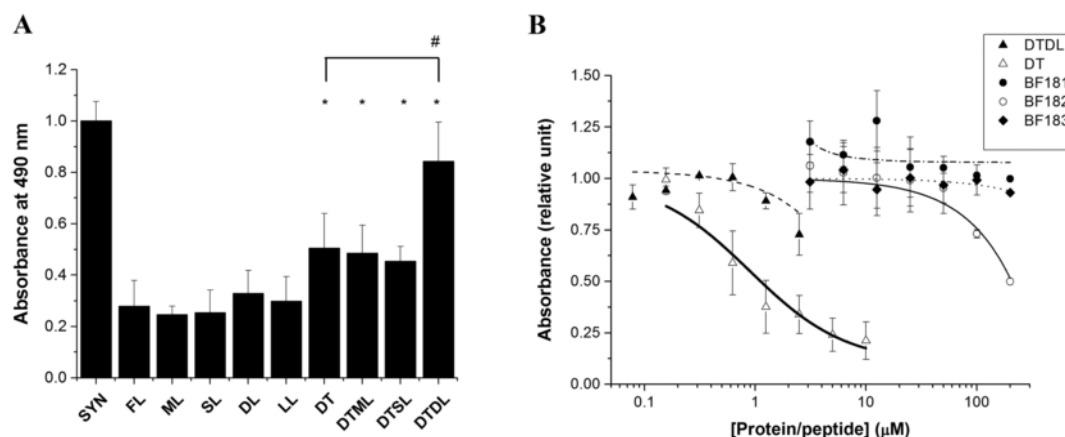 A
Absorbance at 490 nm
1.2
1.0
0.8
0.6
0.4
0.2
0.0
#
* * * *
SYN FL ML SL DL LL DT DTML DTSL DTDL
B
DTDL
DT
BF181
BF182
BF183
Absorbance (relative unit)
1.50
1.25
1.00
0.75
0.50
0.25
0.00
0.1 1 10 100
[Protein/peptide] (μM)